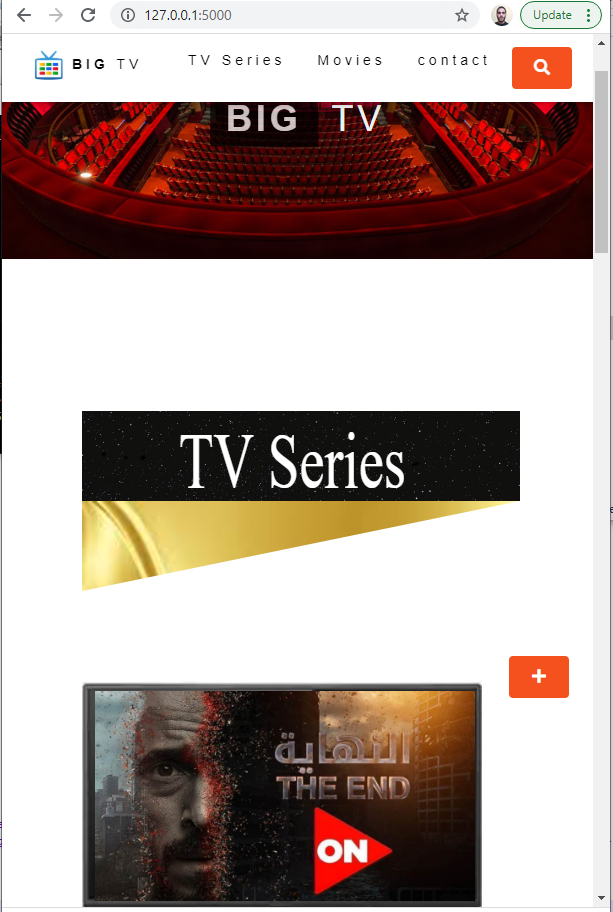 127.0.0.1:5000
Update
BIG TV
TV Series
Movies
contact
BIG TV
TV Series
النهاية
THE END
ON